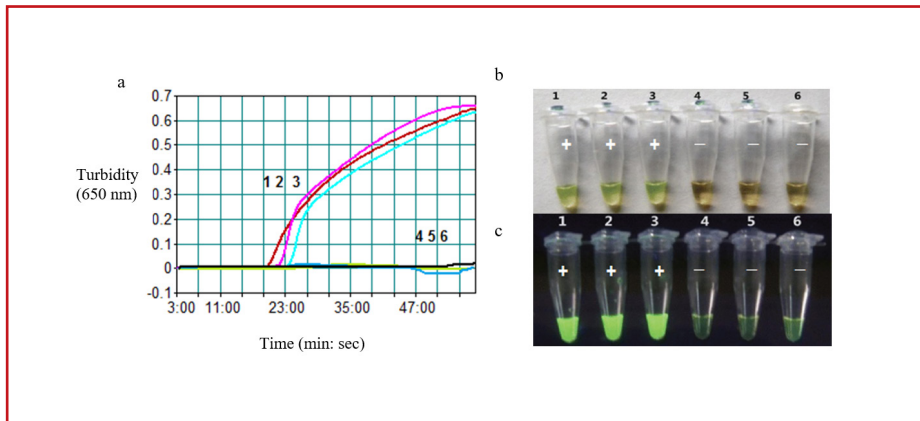 a
Turbidity
(650 nm)
0.7
0.6
0.5
0.4
0.3
0.2
0.1
0
-0.1
1 2 3
4 5 6
3:00 11:00 23:00 35:00 47:00
Time (min: sec)
b
1 2 3 4 5 6
+ + + − − −
c
1 2 3 4 5 6
+ + + − − −